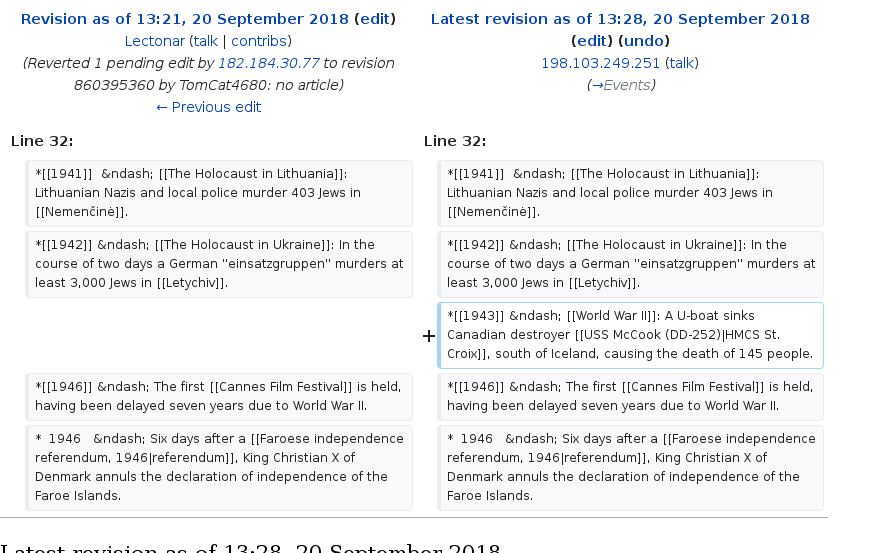 Revision as of 13:21, 20 September 2018 (edit)
Lectonar (talk | contribs)
(Reverted 1 pending edit by 182.184.30.77 to revision
860395360 by TomCat4680: no article)
← Previous edit
Latest revision as of 13:28, 20 September 2018
(edit) (undo)
198.103.249.251 (talk)
(→Events)
Line 32:
Line 32:
*[[1941]]  &ndash; [[The Holocaust in Lithuania]]:
Lithuanian Nazis and local police murder 403 Jews in
[[Nemenčinė]].
*[[1941]]  &ndash; [[The Holocaust in Lithuania]]:
Lithuanian Nazis and local police murder 403 Jews in
[[Nemenčinė]].
*[[1942]] &ndash; [[The Holocaust in Ukraine]]: In the
course of two days a German ''einsatzgruppen'' murders at
least 3,000 Jews in [[Letychiv]].
*[[1942]] &ndash; [[The Holocaust in Ukraine]]: In the
course of two days a German ''einsatzgruppen'' murders at
least 3,000 Jews in [[Letychiv]].
+
*[[1943]] &ndash; [[World War II]]: A U-boat sinks
Canadian destroyer [[USS McCook (DD-252)|HMCS St.
Croix]], south of Iceland, causing the death of 145 people.
*[[1946]] &ndash; The first [[Cannes Film Festival]] is held,
having been delayed seven years due to World War II.
*[[1946]] &ndash; The first [[Cannes Film Festival]] is held,
having been delayed seven years due to World War II.
* 1946  &ndash; Six days after a [[Faroese independence
referendum, 1946|referendum]], King Christian X of
Denmark annuls the declaration of independence of the
Faroe Islands.
* 1946  &ndash; Six days after a [[Faroese independence
referendum, 1946|referendum]], King Christian X of
Denmark annuls the declaration of independence of the
Faroe Islands.
Latest revision as of 13:28, 20 September 2018